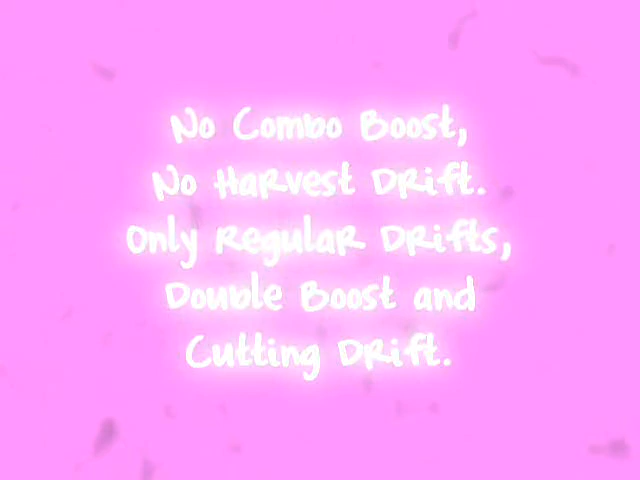 No Combo Boost,
No Harvest Drift.
Only Regular Drifts,
Double Boost and
Cutting Drift.